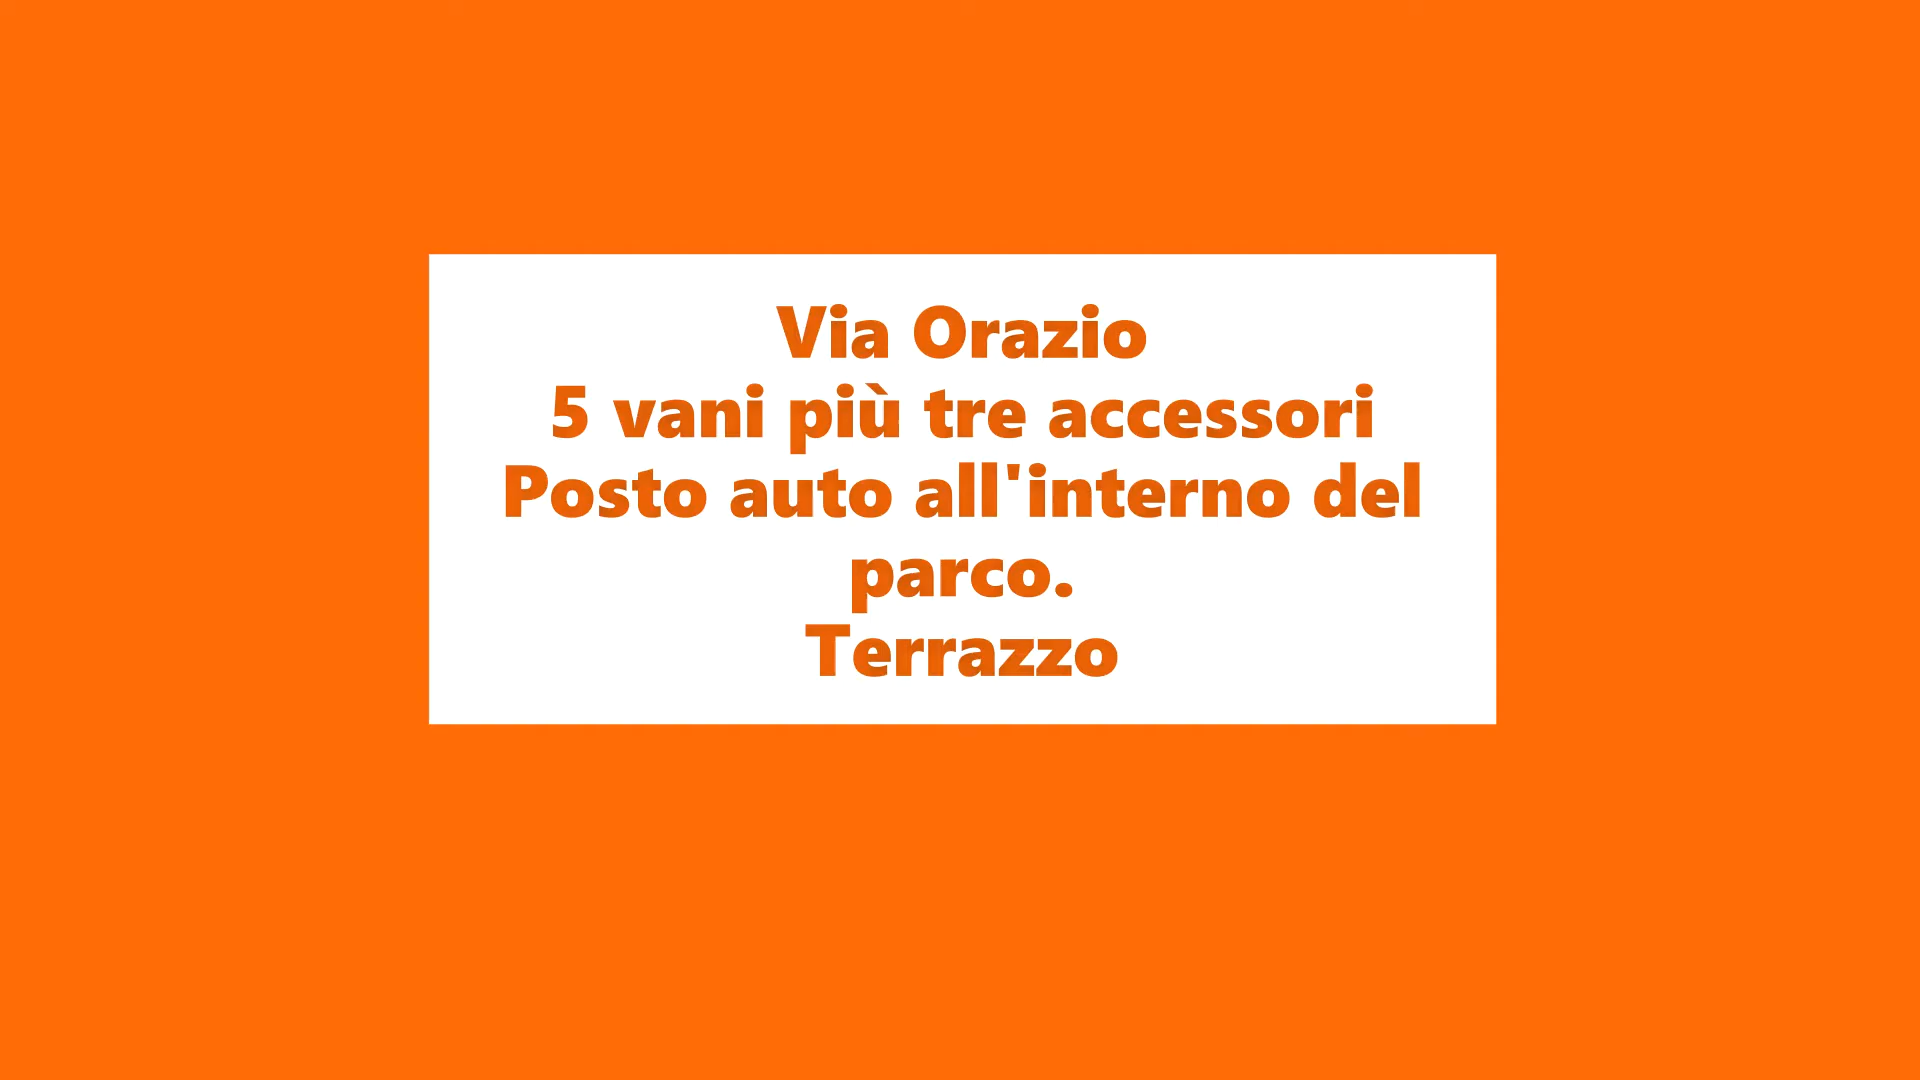 Via Orazio
5 vani più tre accessori
Posto auto all'interno del
parco.
Terrazzo